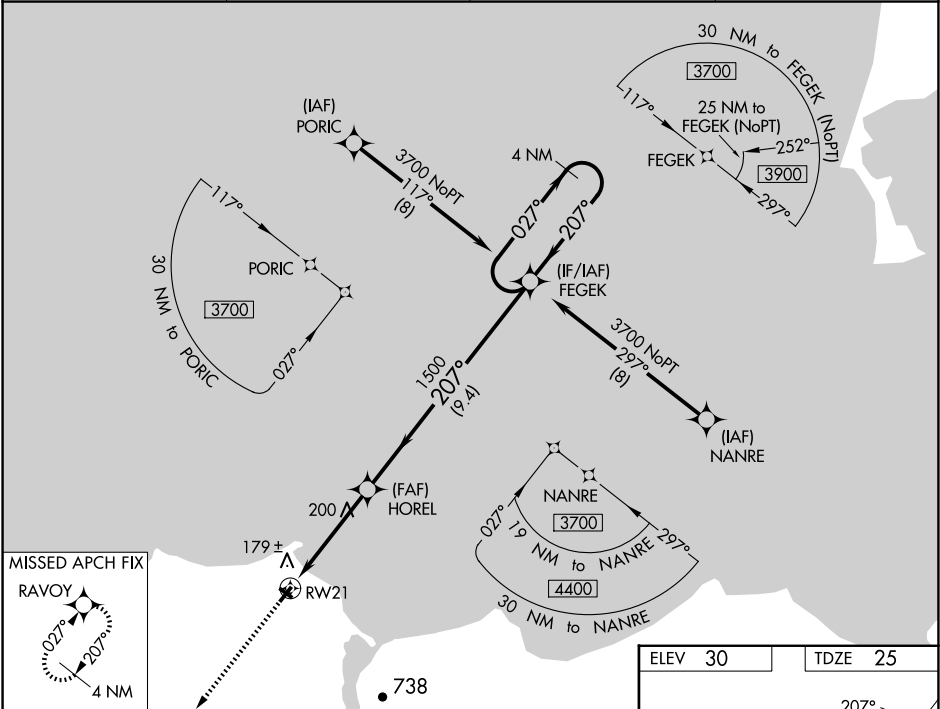 30 NM to FEGEK (NoPT)
3700
117°
25 NM to
FEGEK (NoPT)
252°
FEGEK
3900
297°
(IAF)
PORIC
3700 NoPT
117°
(8)
4 NM
027°
207°
(IF/IAF)
FEGEK
117°
PORIC
3700
30 NM to PORIC
027°
3700 NoPT
297°
(8)
(IAF)
NANRE
1500
207°
(9.4)
(FAF)
HOREL
200
NANRE
3700
027°
297°
19 NM to NANRE
4400
30 NM to NANRE
179 ±
RW21
MISSED APCH FIX
RAVOY
027°
207°
4 NM
738
ELEV 30
TDZE 25
207°